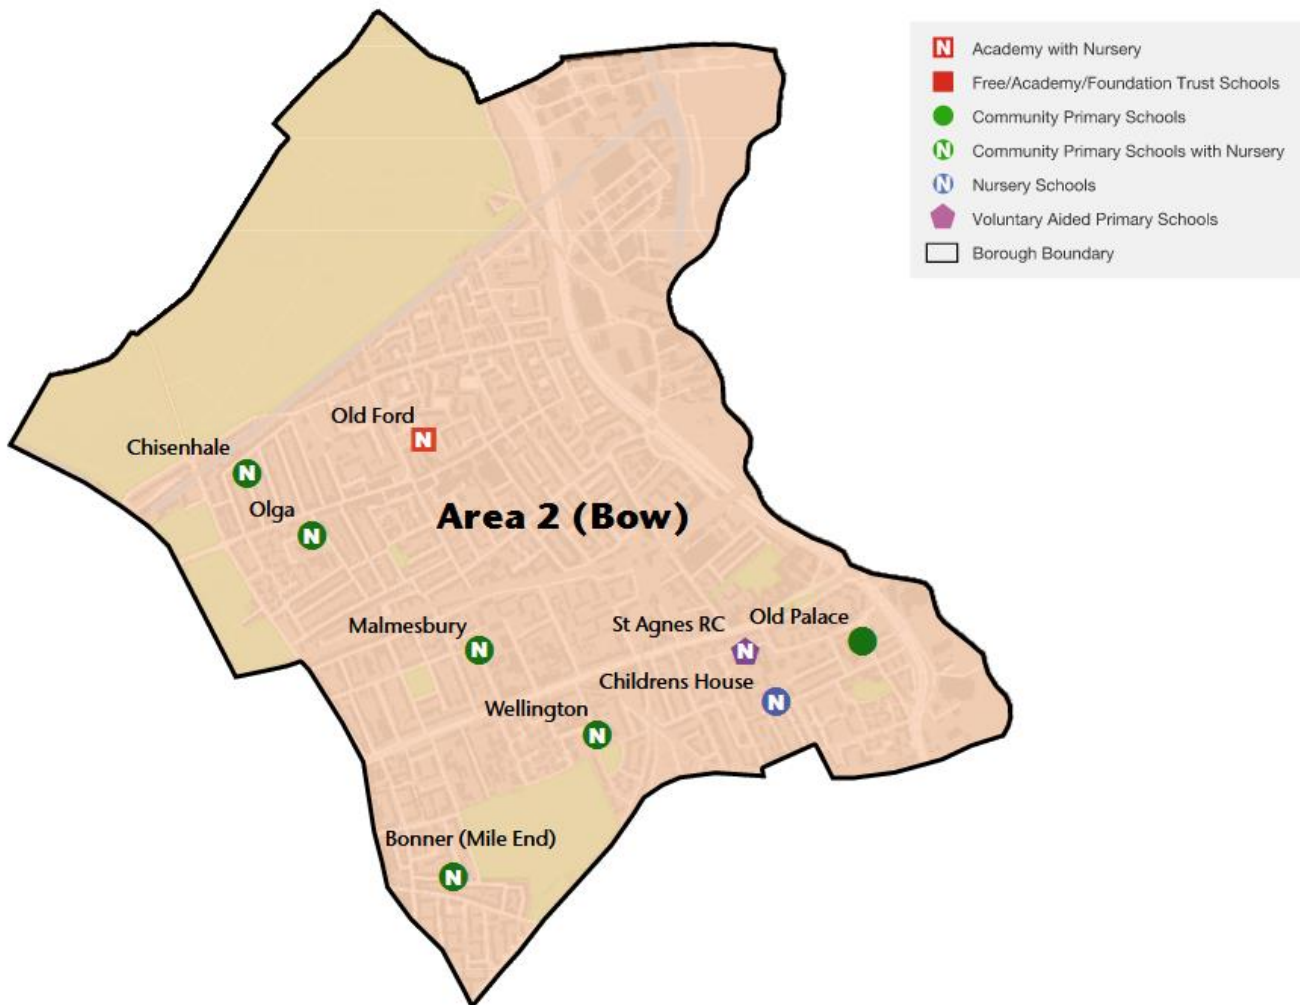 N Academy with Nursery
Free/Academy/Foundation Trust Schools
Community Primary Schools
N Community Primary Schools with Nursery
N Nursery Schools
Voluntary Aided Primary Schools
Borough Boundary
Old Ford
N
Chisenhale
N
Olga
N
Area 2 (Bow)
Malmesbury
N
St Agnes RC
N
Old Palace
Childrens House
N
Wellington
N
Bonner (Mile End)
N